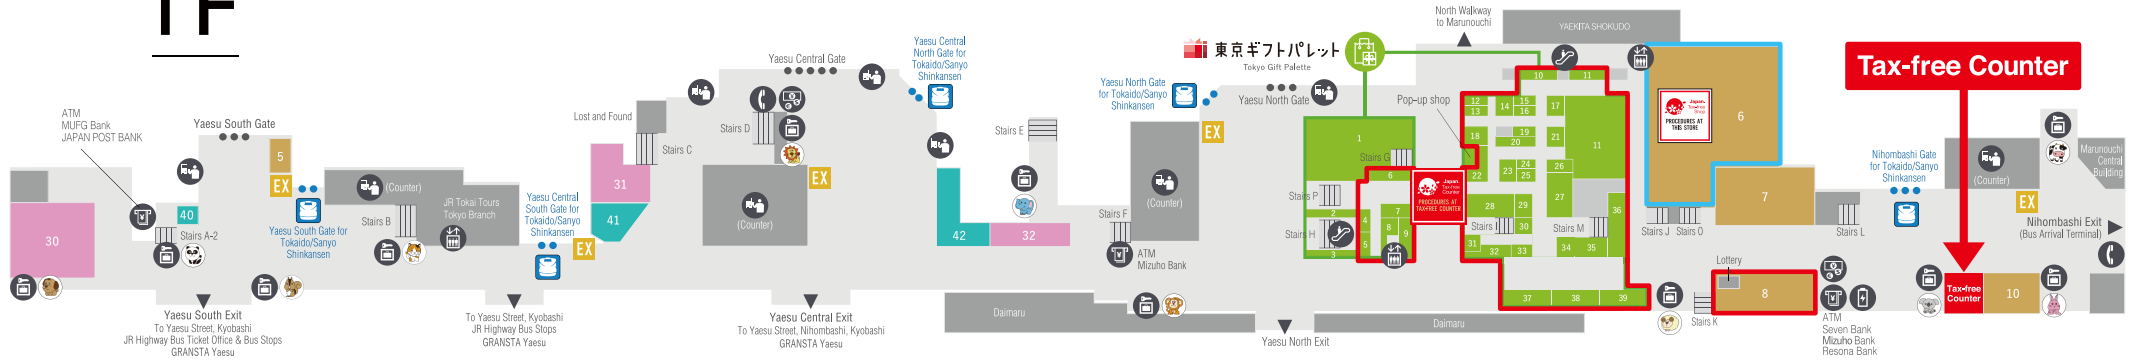 1F
ATM
MUFG Bank
JAPAN POST BANK
Yaesu South Gate
5
EX
40
30
Stairs A-2
Yaesu South Gate for
Tokaido/Sanyo
Shinkansen
Yaesu South Exit
To Yaesu Street, Kyobashi
JR Highway Bus Ticket Office & Bus Stops
GRANSTA Yaesu
(Counter)
Stairs B
JR Tokai Tours
Tokyo Branch
To Yaesu Street, Kyobashi
JR Highway Bus Stops
GRANSTA Yaesu
Yaesu Central
South Gate for
Tokaido/Sanyo
Shinkansen
EX
Lost and Found
Stairs C
31
41
Yaesu Central Gate
Stairs D
EX
(Counter)
Yaesu Central Exit
To Yaesu Street, Nihombashi, Kyobashi
GRANSTA Yaesu
Yaesu Central
North Gate for
Tokaido/Sanyo
Shinkansen
Stairs E
42
32
Daimaru
Yaesu North Gate
for Tokaido/Sanyo
Shinkansen
EX
(Counter)
Stairs F
ATM
Mizuho Bank
東京ギフトパレット
Tokyo Gift Palette
Yaesu North Gate
North Walkway
to Marunouchi
Pop-up shop
YAEKITA SHOKUDO
1
Stairs G
6
Stairs P
2
Stairs H
3
4
5
7
8
9
Japan.
Tax-free
Counter
PROCEDURES AT
TAX-FREE COUNTER
10
11
12
13
14
15
16
17
18
19
20
21
22
23
24
25
26
11
27
28
29
30
Stairs I
31
32
33
Stairs M
34
35
36
37
38
39
Yaesu North Exit
Daimaru
Japan.
Tax-free
Shop
PROCEDURES AT
THIS STORE
6
7
Stairs J
Stairs O
Stairs L
Lottery
8
Stairs K
ATM
Seven Bank
Mizuho Bank
Resona Bank
Tax-free Counter
Nihombashi Gate
for Tokaido/Sanyo
Shinkansen
(Counter)
EX
Marunouchi
Central
Building
Nihombashi Exit
(Bus Arrival Terminal)
Tax-free
Counter
10